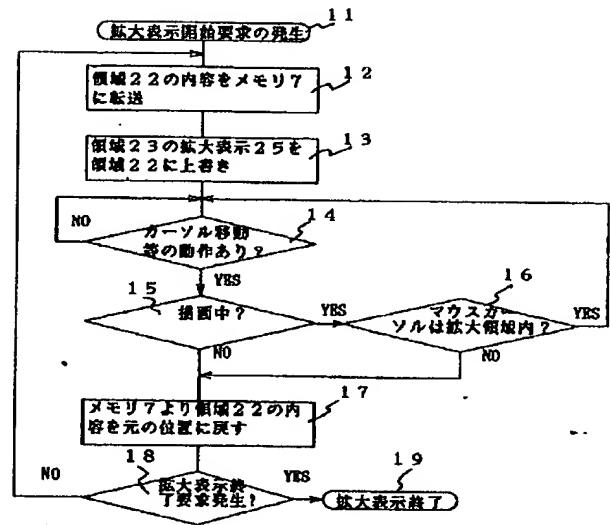 拡大表示開始要求の発生
11
領域22の内容をメモリ7
に転送
12
領域23の拡大表示25を
領域22に上書き
13
NO
カーソル移動
等の動作あり?
14
YES
15
描画中?
YES
NO
16
マウスカー
ソルは拡大領域内?
YES
NO
メモリ7より領域22の内
容を元の位置に戻す
17
NO
18
拡大表示終
了要求発生?
YES
19
拡大表示終了